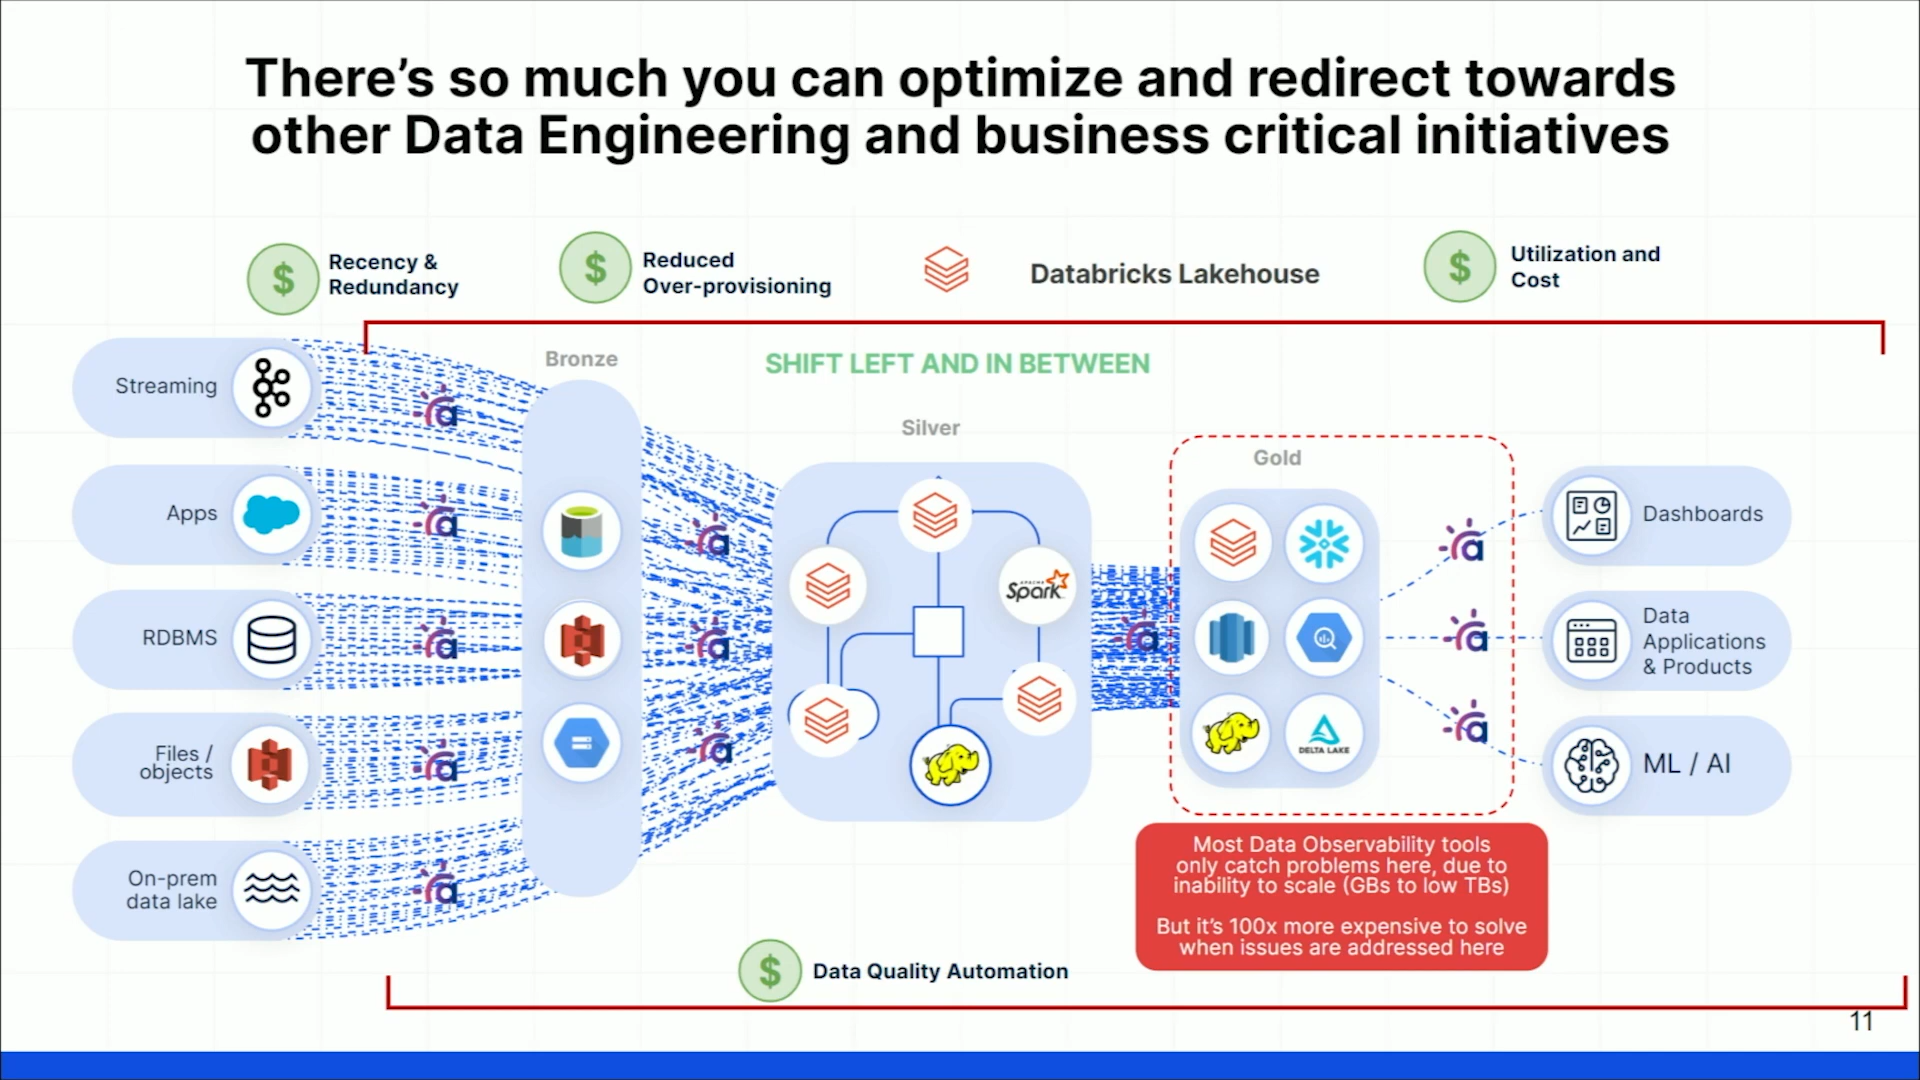 There's so much you can optimize and redirect towards
other Data Engineering and business critical initiatives
$
Recency &
Redundancy
$
Reduced
Over-provisioning
Databricks Lakehouse
$
Utilization and
Cost
Bronze
SHIFT LEFT AND IN BETWEEN
Silver
Gold
Streaming
Apps
RDBMS
Files /
objects
On-prem
data lake
a
a
a
a
a
a
a
a
APACHE
Spark
a
DELTA LAKE
a
a
a
Dashboards
Data
Applications
& Products
ML / AI
Most Data Observability tools
only catch problems here, due to
inability to scale (GBs to low TBs)
But it's 100x more expensive to solve
when issues are addressed here
$
Data Quality Automation
11